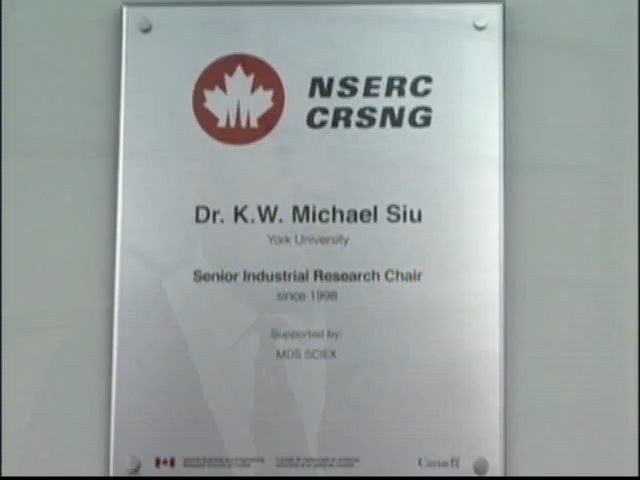 NSERC
CRSNG
Dr. K.W. Michael Siu
York University
Senior Industrial Research Chair
since 1998
Supported by:
MDS SCIEX
Canada